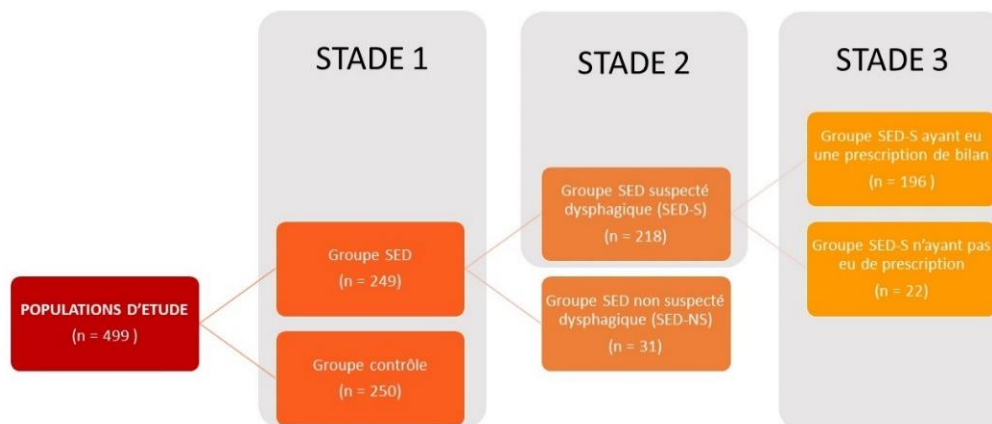 STADE 1
STADE 2
STADE 3
POPULATIONS D'ETUDE
(n = 499 )
Groupe SED
(n = 249)
Groupe contrôle
(n = 250)
Groupe SED suspecté
dysphagique (SED-S)
(n = 218)
Groupe SED non suspecté
dysphagique (SED-NS)
(n = 31)
Groupe SED-S ayant eu
une prescription de bilan
(n = 196 )
Groupe SED-S n'ayant pas
eu de prescription
(n = 22)